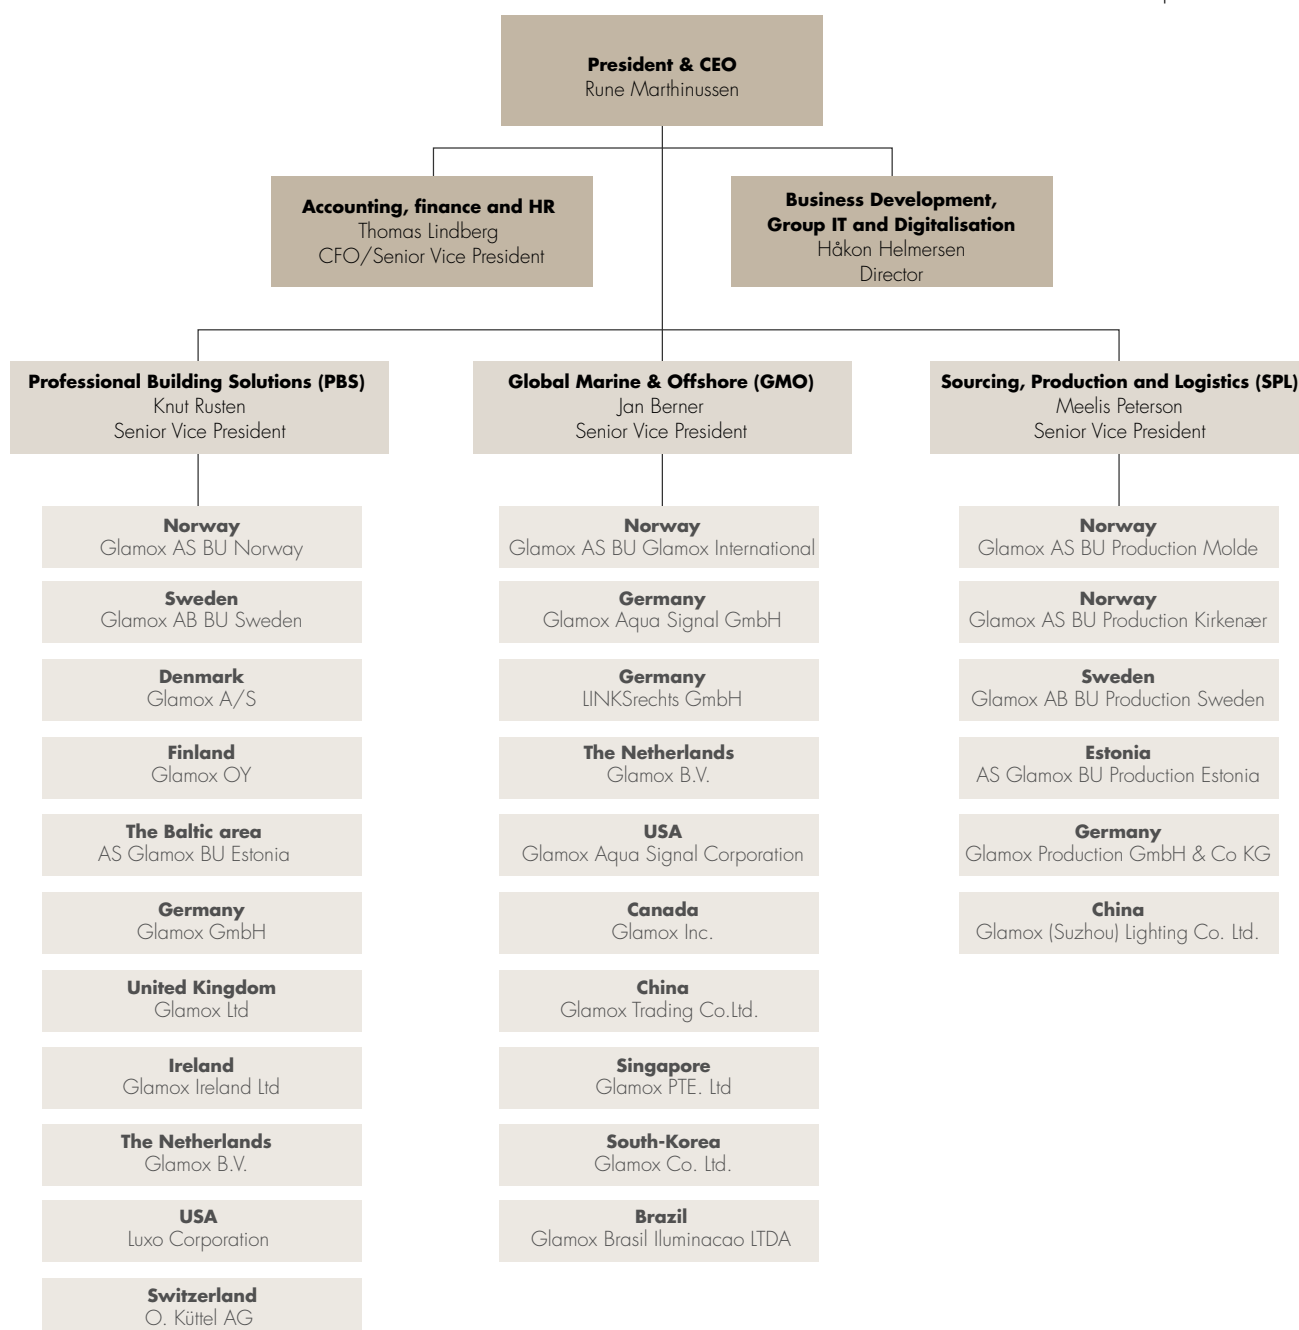 President & CEO
Rune Marthinussen
Accounting, finance and HR
Thomas Lindberg
CFO/Senior Vice President
Business Development,
Group IT and Digitalisation
Håkon Helmersen
Director
Professional Building Solutions (PBS)
Knut Rusten
Senior Vice President
Global Marine & Offshore (GMO)
Jan Berner
Senior Vice President
Sourcing, Production and Logistics (SPL)
Meelis Peterson
Senior Vice President
Norway
Glamox AS BU Norway
Sweden
Glamox AB BU Sweden
Denmark
Glamox A/S
Finland
Glamox OY
The Baltic area
AS Glamox BU Estonia
Germany
Glamox GmbH
United Kingdom
Glamox Ltd
Ireland
Glamox Ireland Ltd
The Netherlands
Glamox B.V.
USA
Luxo Corporation
Switzerland
O. Küttel AG
Norway
Glamox AS BU Glamox International
Germany
Glamox Aqua Signal GmbH
Germany
LINKSrechts GmbH
The Netherlands
Glamox B.V.
USA
Glamox Aqua Signal Corporation
Canada
Glamox Inc.
China
Glamox Trading Co.Ltd.
Singapore
Glamox PTE. Ltd
South-Korea
Glamox Co. Ltd.
Brazil
Glamox Brasil Iluminacao LTDA
Norway
Glamox AS BU Production Molde
Norway
Glamox AS BU Production Kirkenær
Sweden
Glamox AB BU Production Sweden
Estonia
AS Glamox BU Production Estonia
Germany
Glamox Production GmbH & Co KG
China
Glamox (Suzhou) Lighting Co. Ltd.